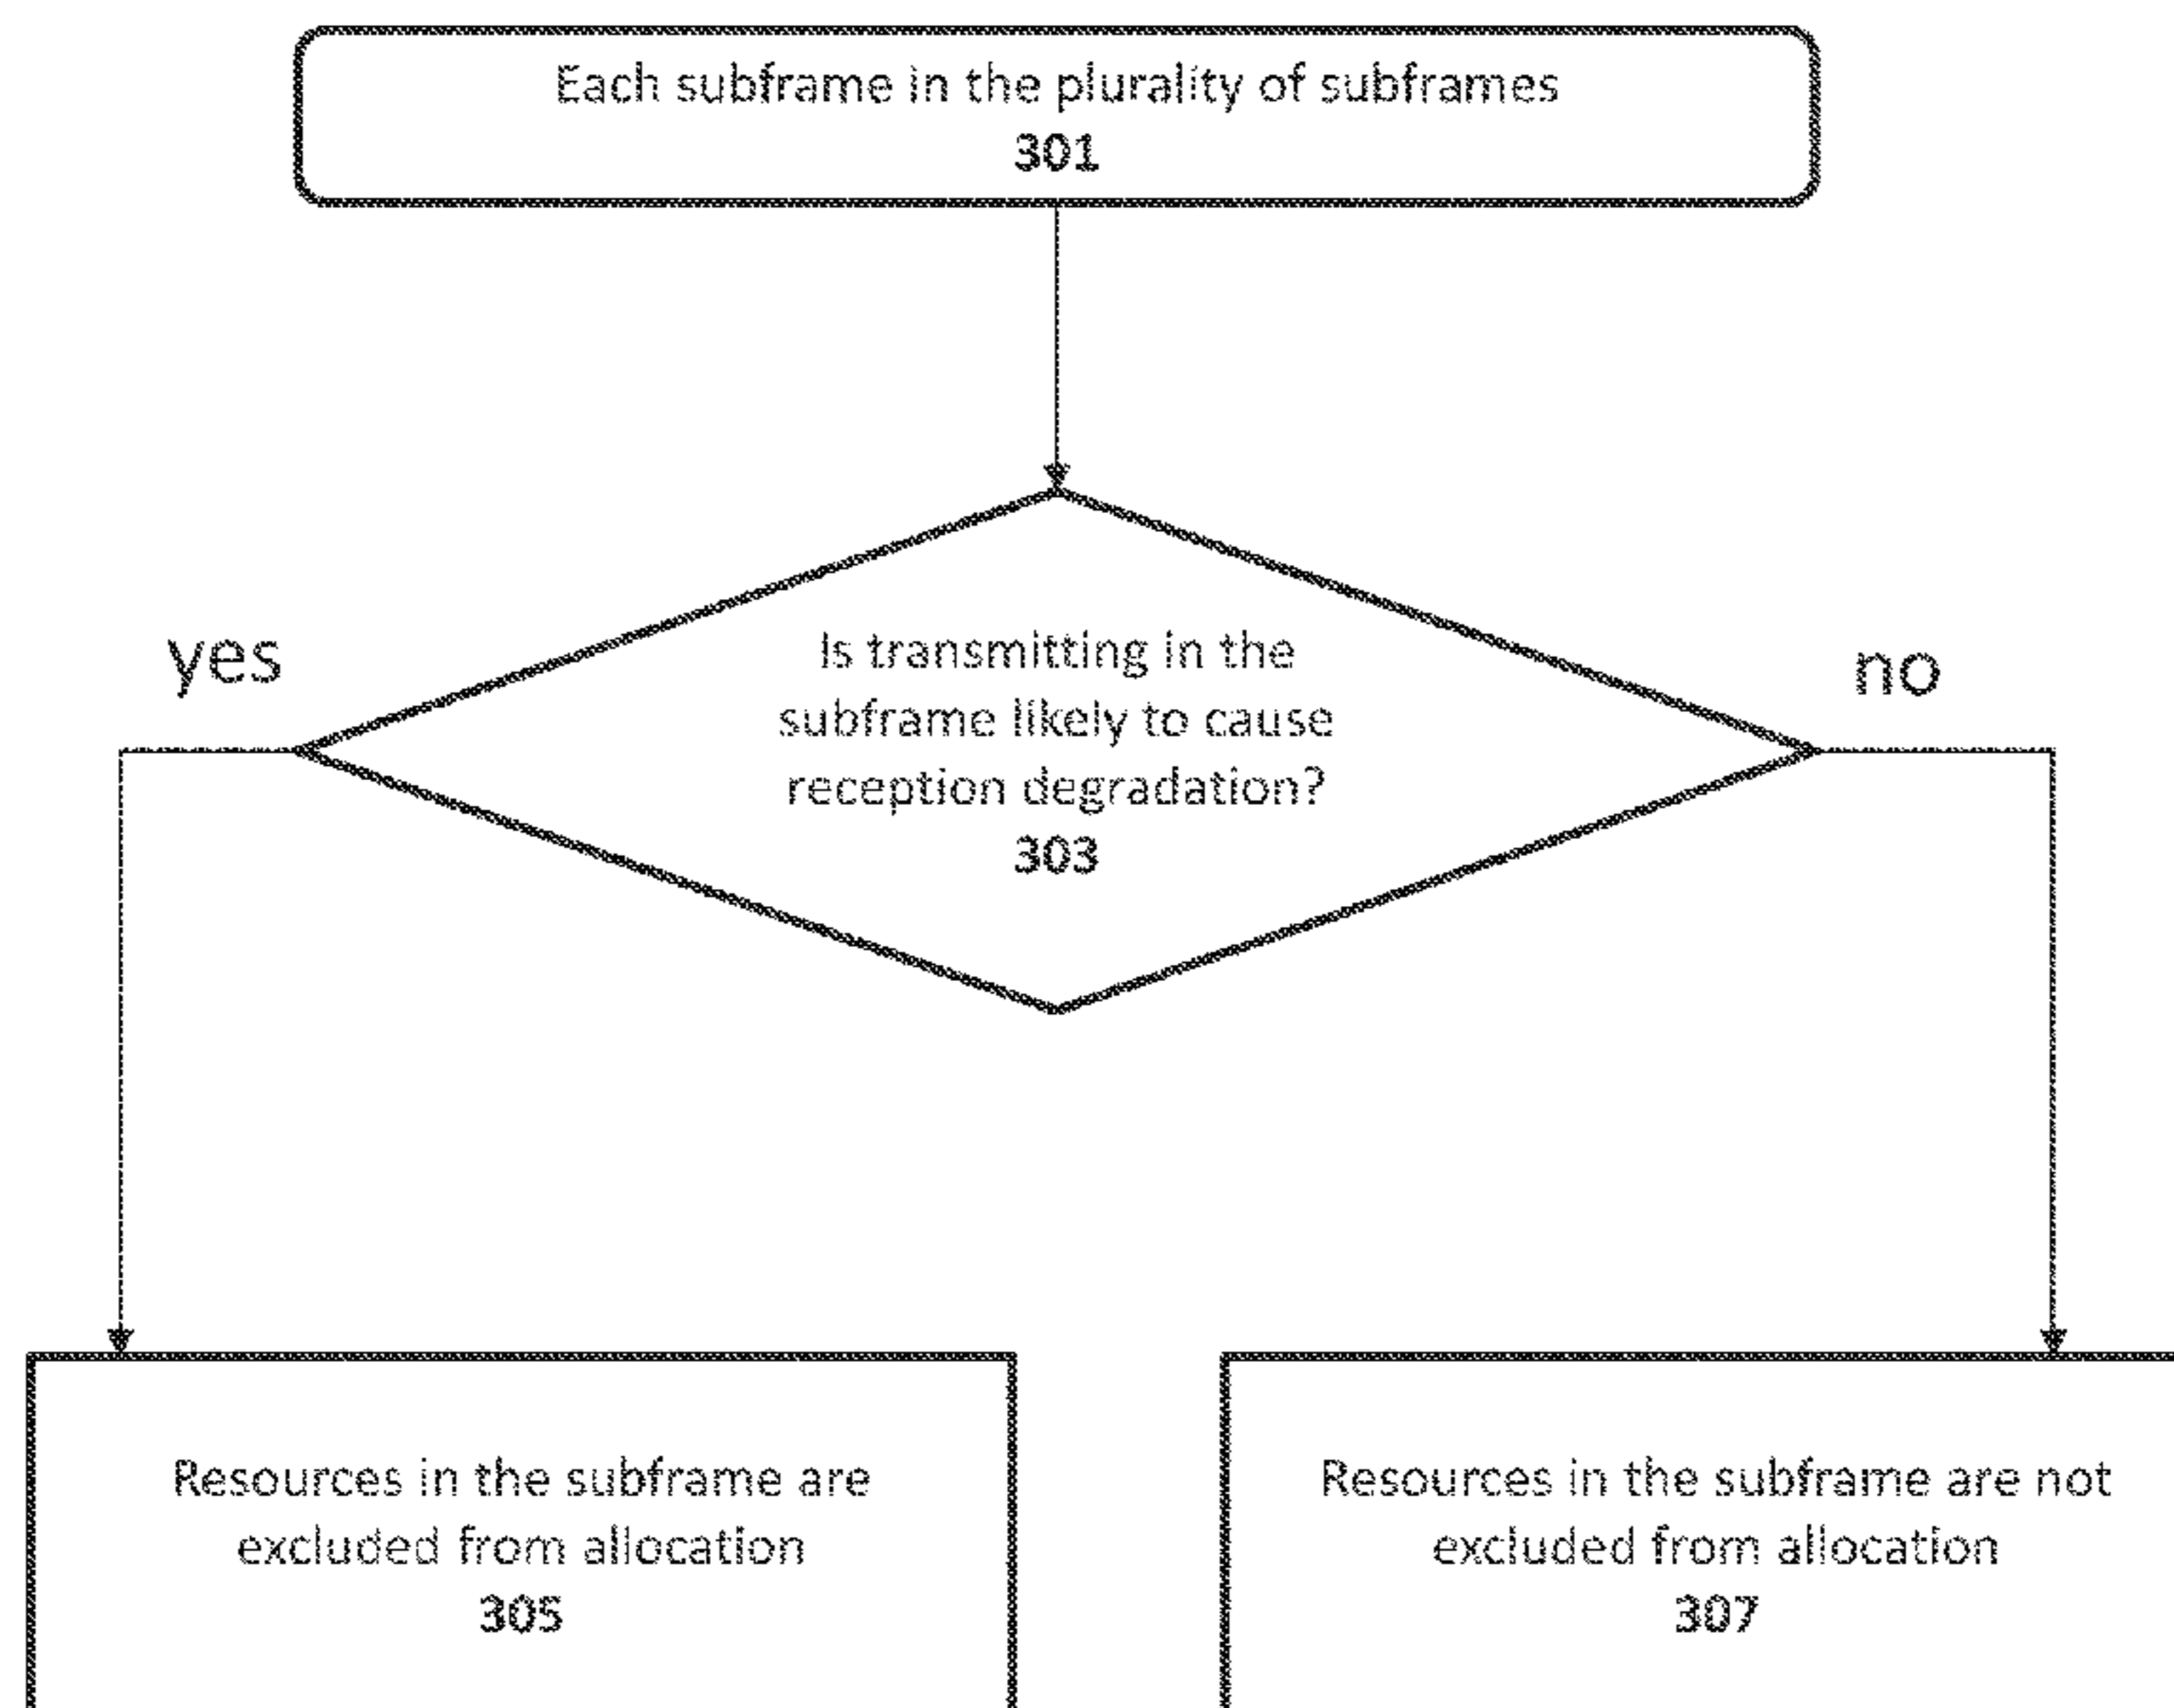 Each subframe in the plurality of subframes
301
yes
no
Is transmitting in the
subframe likely to cause
reception degradation?
303
Resources in the subframe are
excluded from allocation
305
Resources in the subframe are not
excluded from allocation
307